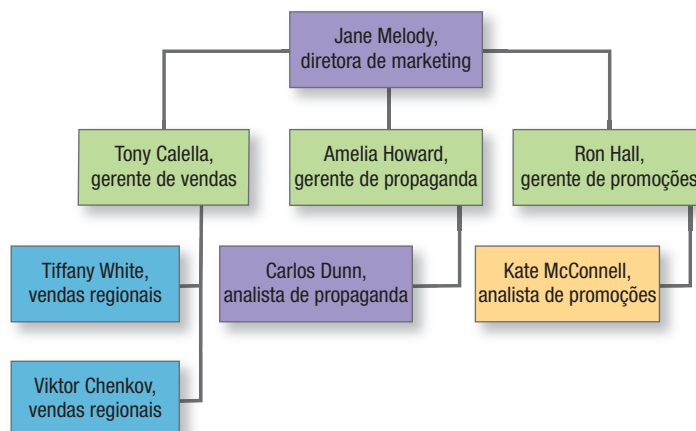 Jane Melody,
diretora de marketing
Tony Calella,
gerente de vendas
Amelia Howard,
gerente de propaganda
Ron Hall,
gerente de promoções
Tiffany White,
vendas regionais
Carlos Dunn,
analista de propaganda
Kate McConnell,
analista de promoções
Viktor Chenkov,
vendas regionais